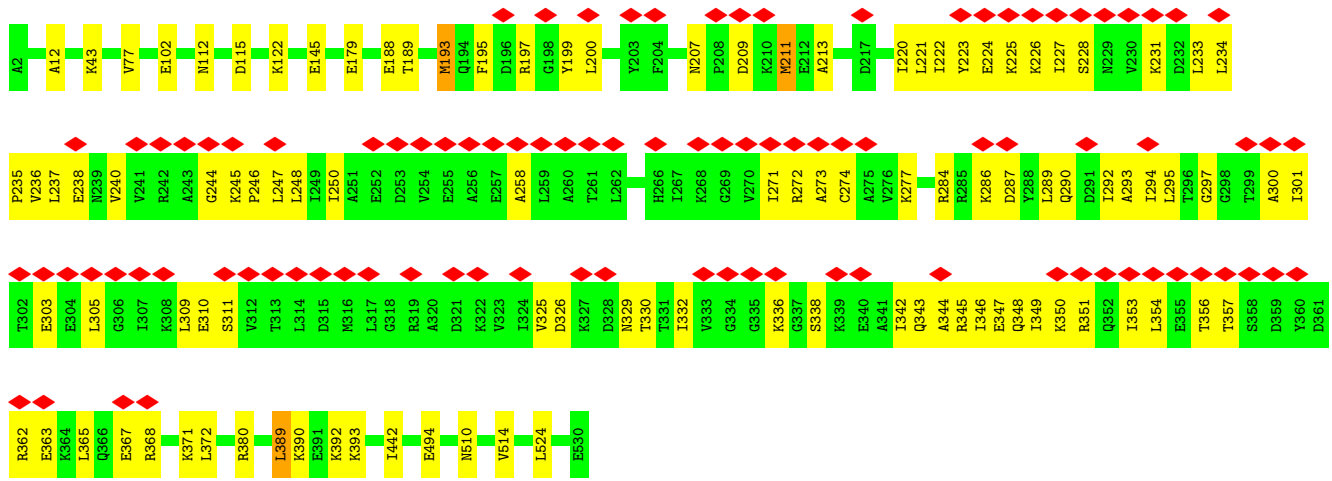 A2 A12 K43 V77 E102 N112 D115 K122 E145 E179 E188 T189 M193 Q194 F195 D196 R197 G198 Y199 L200 Y203 F204 N207 P208 D209 K210 M211 E212 A213 D217 I220 L221 I222 Y223 E224 K225 K226 I227 S228 N229 V230 K231 D232 L233 L234
P235 V236 L237 E238 N239 V240 V241 R242 A243 G244 K245 P246 L247 L248 I249 I250 A251 E252 D253 V254 E255 A256 E257 A258 L259 A260 T261 L262 H266 I267 K268 G269 V270 I271 R272 A273 C274 A275 V276 K277 R284 R285 K286 D287 Y288 L289 Q290 D291 I292 A293 I294 L295 T296 G297 G298 T299 A300 I301
T302 E303 E304 L305 G306 I307 K308 L309 E310 S311 V312 T313 L314 D315 M316 L317 G318 R319 A320 D321 K322 V323 I324 V325 D326 K327 D328 N329 T330 T331 I332 V333 G334 G335 K336 G337 S338 K339 E340 A341 I342 Q343 A344 R345 I346 E347 Q348 I349 K350 R351 Q352 I353 L354 E355 T356 T357 S358 D359 Y360 D361
R362 E363 K364 L365 Q366 E367 R368 K371 L372 R380 L389 K390 E391 K392 K393 I442 E494 N510 V514 L524 E530